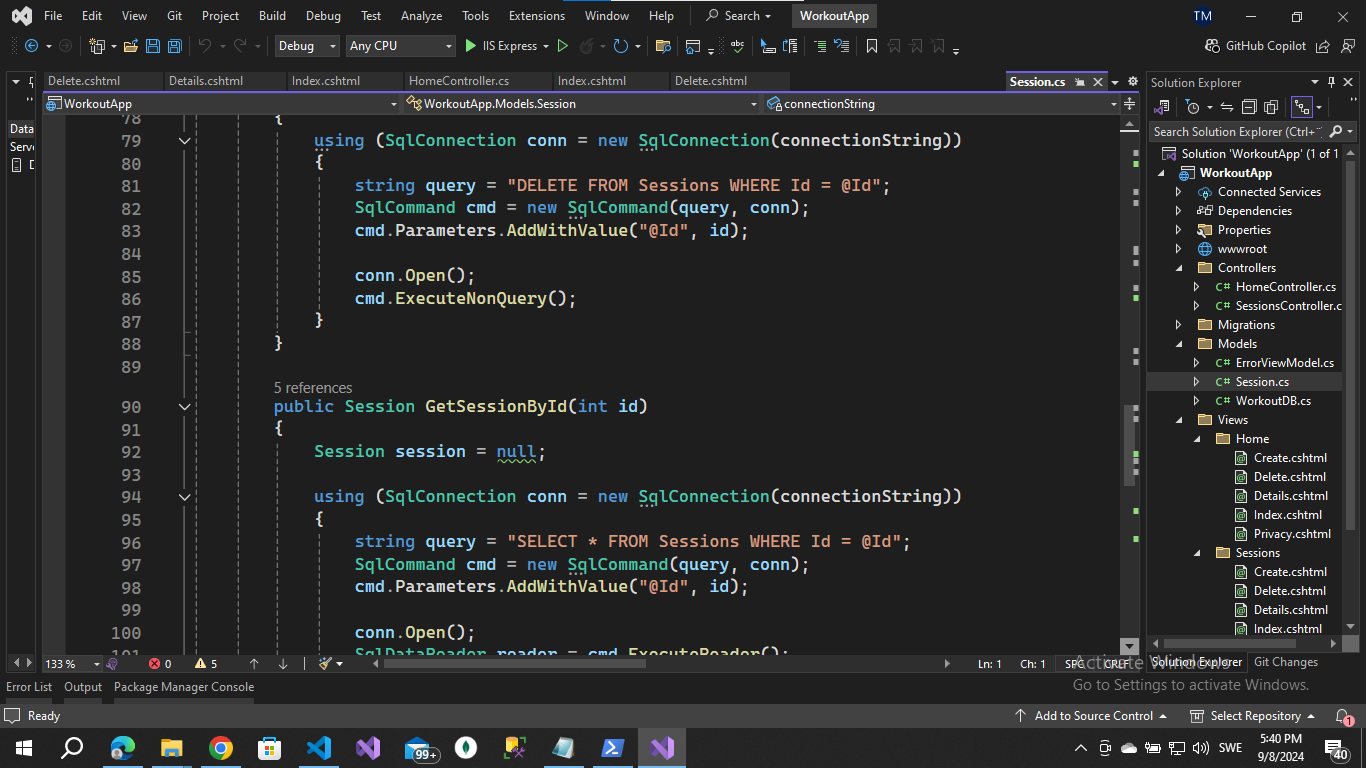 File Edit View Git Project Build Debug Test Analyze Tools Extensions Window Help Search WorkoutApp TM
Debug Any CPU IIS Express GitHub Copilot
Delete.cshtml Details.cshtml Index.cshtml HomeController.cs Index.cshtml Delete.cshtml Session.cs
WorkoutApp WorkoutApp.Models.Session connectionString
78 {
79 using (SqlConnection conn = new SqlConnection(connectionString))
80 {
81 string query = "DELETE FROM Sessions WHERE Id = @Id";
82 SqlCommand cmd = new SqlCommand(query, conn);
83 cmd.Parameters.AddWithValue("@Id", id);
84
85 conn.Open();
86 cmd.ExecuteNonQuery();
87 }
88 }
89
5 references
90 public Session GetSessionById(int id)
91 {
92 Session session = null;
93
94 using (SqlConnection conn = new SqlConnection(connectionString))
95 {
96 string query = "SELECT * FROM Sessions WHERE Id = @Id";
97 SqlCommand cmd = new SqlCommand(query, conn);
98 cmd.Parameters.AddWithValue("@Id", id);
99
100 conn.Open();
101 SqlDataReader reader = cmd.ExecuteReader();
133 % 0 5 Ln: 1 Ch: 1 SPC CRLF
Data
Serv
D
Solution Explorer
Search Solution Explorer (Ctrl+
Solution 'WorkoutApp' (1 of 1
WorkoutApp
Connected Services
Dependencies
Properties
wwwroot
Controllers
C# HomeController.cs
C# SessionsController.c
Migrations
Models
C# ErrorViewModel.cs
C# Session.cs
C# WorkoutDB.cs
Views
Home
Create.cshtml
Delete.cshtml
Details.cshtml
Index.cshtml
Privacy.cshtml
Sessions
Create.cshtml
Delete.cshtml
Details.cshtml
Index.cshtml
Solution Explorer Git Changes
Activate Windows
Go to Settings to activate Windows.
Error List Output Package Manager Console
Ready Add to Source Control Select Repository 1
99+ SWE 5:40 PM
9/8/2024 40